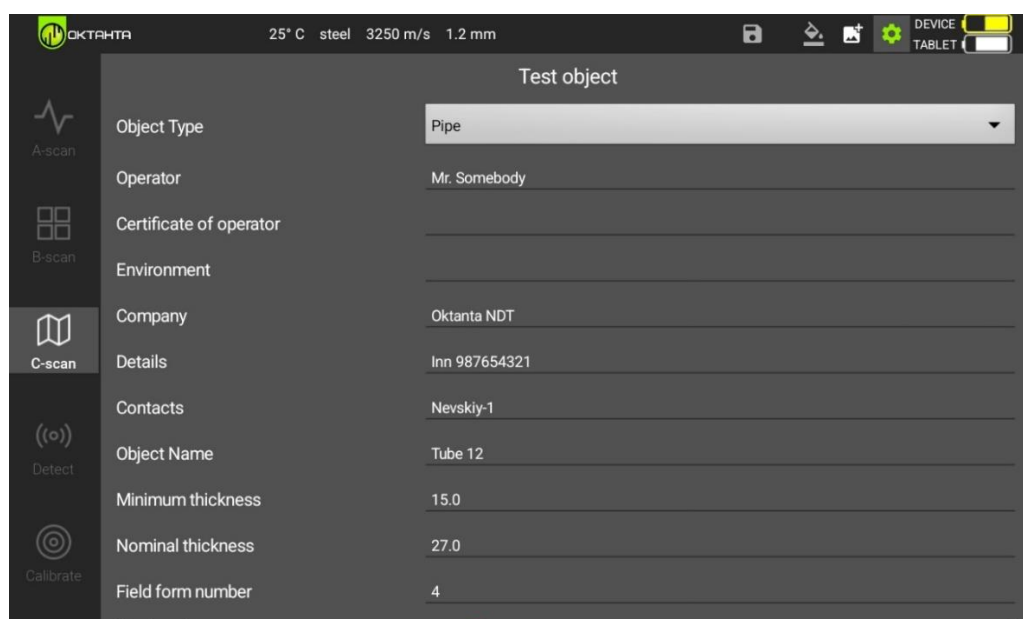 ОКТАНТА 25° C steel 3250 m/s 1.2 mm DEVICE
TABLET
Test object
A-scan
Object Type Pipe
Operator Mr. Somebody
Certificate of operator
B-scan
Environment
Company Oktanta NDT
C-scan
Details Inn 987654321
Contacts Nevskiy-1
Detect
Object Name Tube 12
Minimum thickness 15.0
Nominal thickness 27.0
Calibrate
Field form number 4